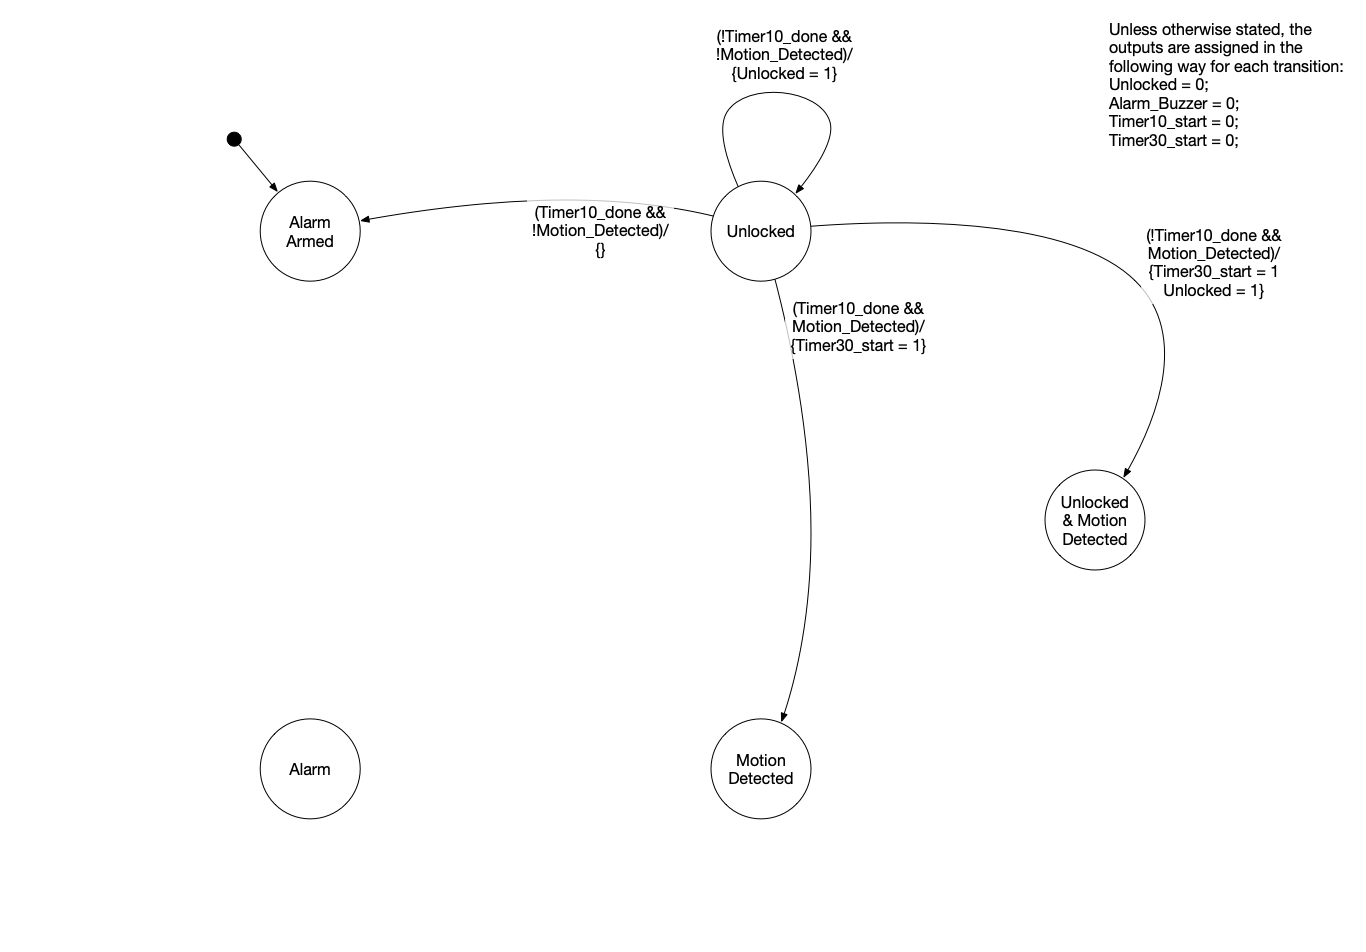 (!Timer10_done &&
!Motion_Detected)/
{Unlocked = 1}
Unless otherwise stated, the
outputs are assigned in the
following way for each transition:
Unlocked = 0;
Alarm_Buzzer = 0;
Timer10_start = 0;
Timer30_start = 0;
Alarm
Armed
(Timer10_done &&
!Motion_Detected)/
{}
Unlocked
(!Timer10_done &&
Motion_Detected)/
{Timer30_start = 1
Unlocked = 1}
(Timer10_done &&
Motion_Detected)/
{Timer30_start = 1}
Unlocked
& Motion
Detected
Alarm
Motion
Detected